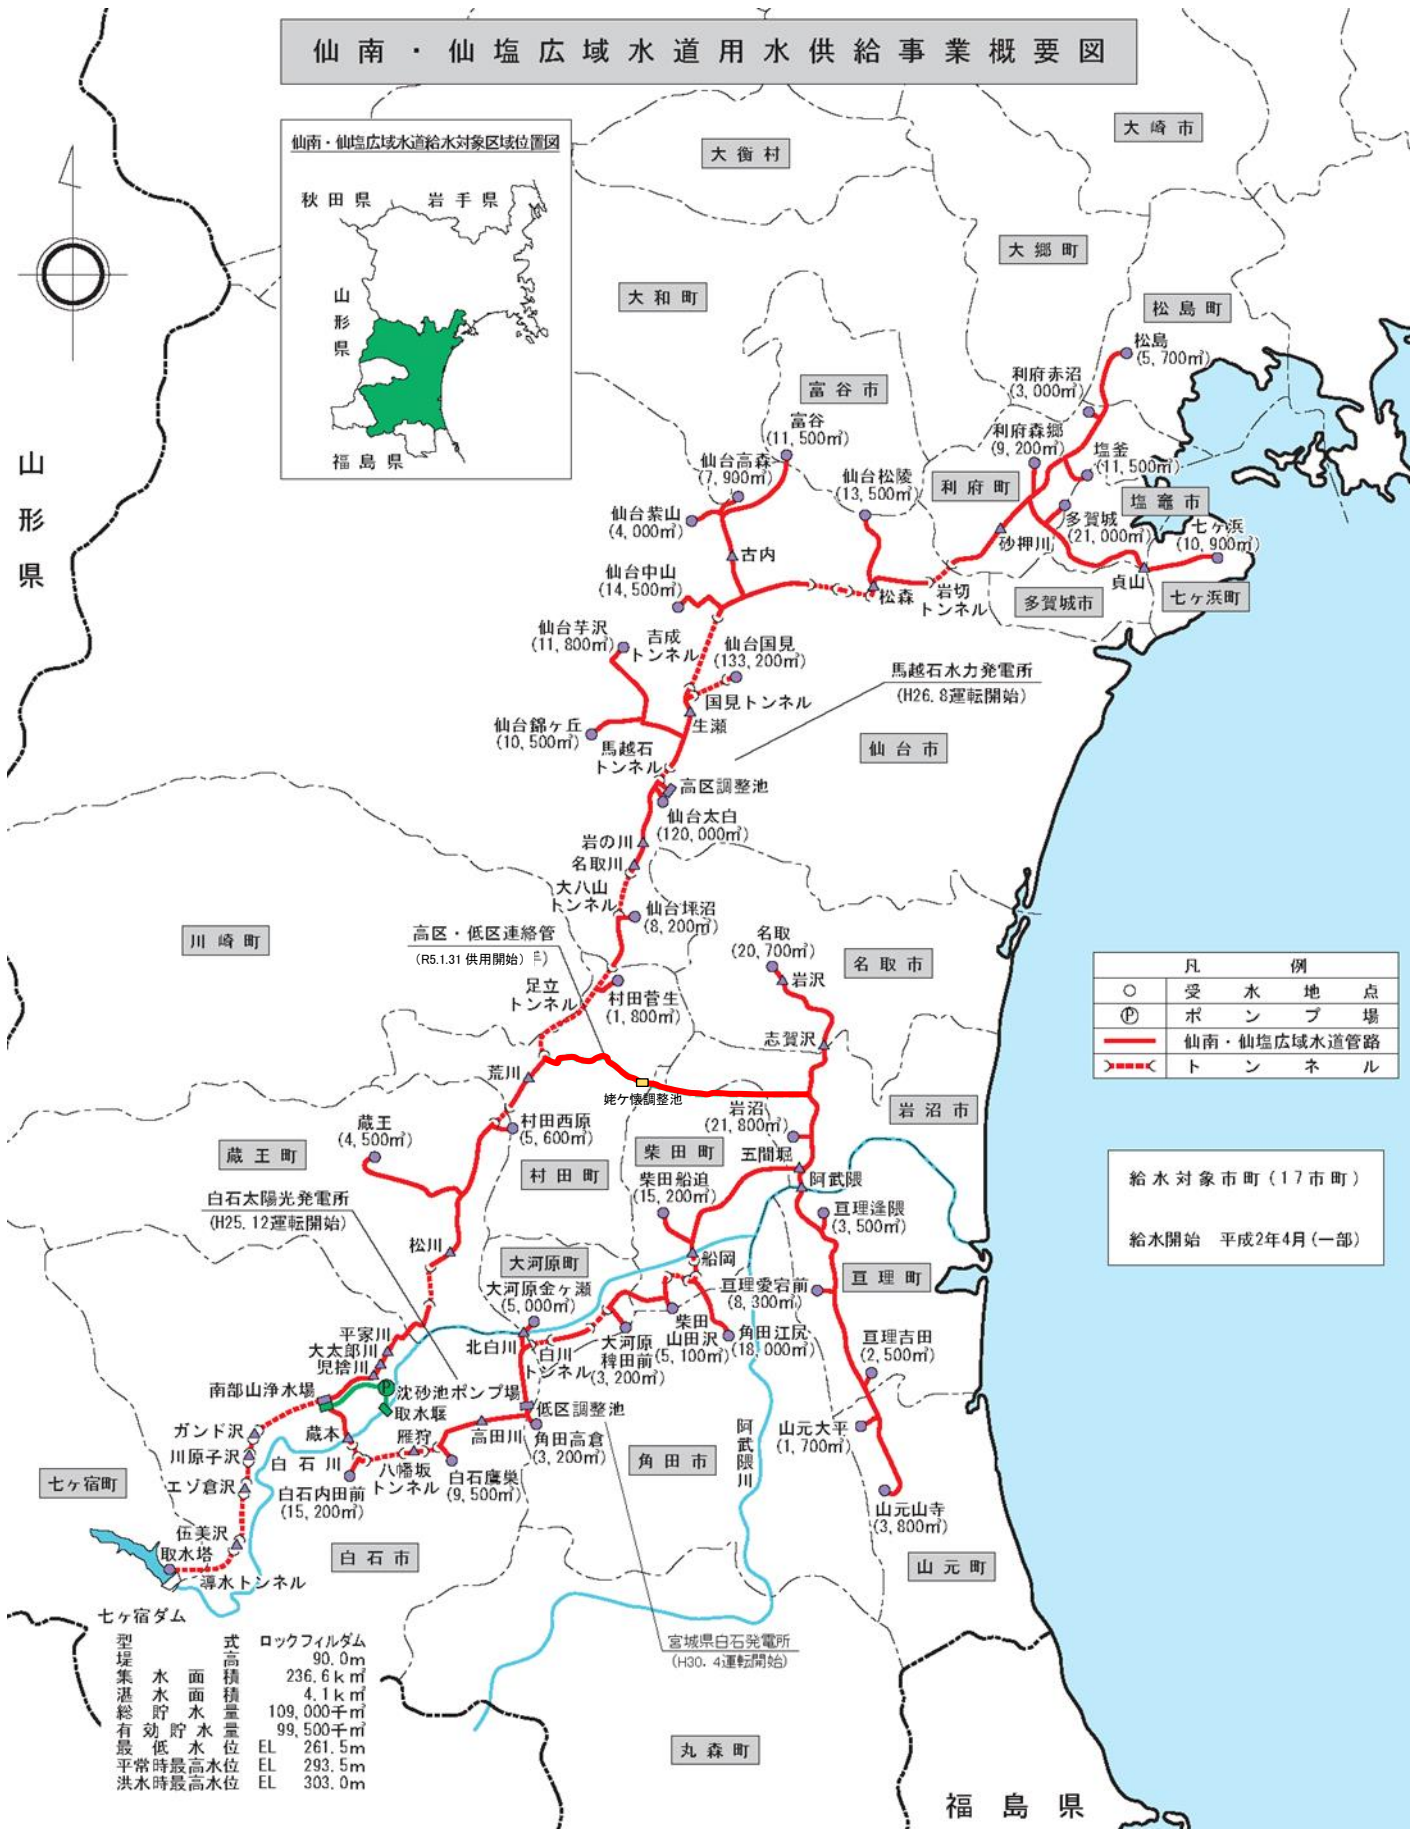 仙南・仙塩広域水道用水供給事業概要図
仙南・仙塩広域水道給水対象区域位置図
秋田県
岩手県
山形県
福島県
山形県
大崎市
大衡村
大郷町
大和町
松島町
松島
(5,700㎥)
利府赤沼
(3,000㎥)
富谷市
富谷
(11,500㎥)
利府森郷
(9,200㎥)
塩釜
(11,500㎥)
仙台高森
(7,900㎥)
仙台松陵
(13,500㎥)
利府町
塩竈市
仙台紫山
(4,000㎥)
多賀城
(21,000㎥)
七ヶ浜
(10,900㎥)
砂押川
古内
仙台中山
(14,500㎥)
松森
岩切
トンネル
貞山
多賀城市
七ヶ浜町
仙台芋沢
(11,800㎥)
吉成
トンネル
仙台国見
(133,200㎥)
馬越石水力発電所
(H26.8運転開始)
国見トンネル
生瀬
仙台錦ヶ丘
(10,500㎥)
仙台市
馬越石
トンネル
高区調整池
仙台太白
(120,000㎥)
岩の川
名取川
大八山
トンネル
仙台坪沼
(8,200㎥)
川崎町
高区・低区連絡管
(R5.1.31 供用開始)
名取
(20,700㎥)
岩沢
名取市
足立
トンネル
村田菅生
(1,800㎥)
志賀沢
凡例
受水地点
Ⓟ ポンプ場
仙南・仙塩広域水道管路
トンネル
荒川
姥ケ懐調整池
岩沼市
蔵王
(4,500㎥)
村田西原
(5,600㎥)
岩沼
(21,800㎥)
蔵王町
村田町
柴田町
五間堀
阿武隈
給水対象市町(17市町)
給水開始 平成2年4月(一部)
白石太陽光発電所
(H25.12運転開始)
柴田船迫
(15,200㎥)
亘理逢隈
(3,500㎥)
松川
大河原町
船岡
亘理町
大河原金ヶ瀬
(5,000㎥)
亘理愛宕前
(8,300㎥)
平家川
大太郎川
児捨川
北白川
白川
トンネル
大河原
稗田前
(3,200㎥)
柴田
山田沢
(5,100㎥)
角田江尻
(18,000㎥)
亘理吉田
(2,500㎥)
南部山浄水場
Ⓟ
沈砂池ポンプ場
取水堰
低区調整池
ガンド沢
蔵本
雁狩
高田川
角田高倉
(3,200㎥)
阿武隈川
山元大平
(1,700㎥)
川原子沢
白石川
八幡坂
トンネル
白石鷹巣
(9,500㎥)
角田市
七ヶ宿町
エゾ倉沢
白石内田前
(15,200㎥)
山元山寺
(3,800㎥)
伍美沢
取水塔
導水トンネル
白石市
山元町
七ヶ宿ダム
型式 ロックフィルダム
堤高 90.0m
集水面積 236.6k㎡
湛水面積 4.1k㎡
総貯水量 109,000千㎥
有効貯水量 99,500千㎥
最低水位 EL 261.5m
平常時最高水位 EL 293.5m
洪水時最高水位 EL 303.0m
宮城県白石発電所
(H30.4運転開始)
丸森町
福島県